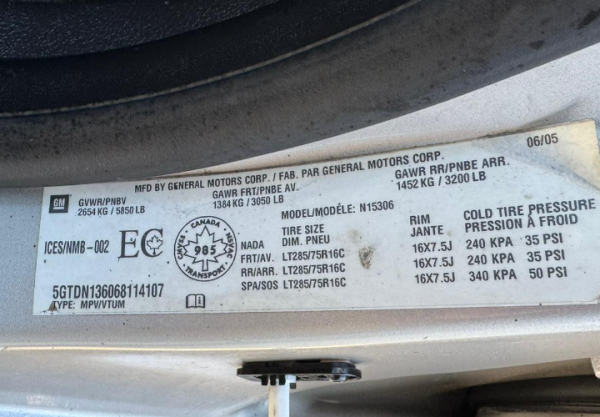 06/05
MFD BY GENERAL MOTORS CORP. / FAB. PAR GENERAL MOTORS CORP.
GM GVWR/PNBV GAWR FRT/PNBE AV. GAWR RR/PNBE ARR.
2654 KG / 5850 LB 1384 KG / 3050 LB 1452 KG / 3200 LB
MODEL/MODÉLE: N15306
TIRE SIZE RIM COLD TIRE PRESSURE
NADA DIM. PNEU JANTE PRESSION À FROID
FRT/AV. LT285/75R16C 16X7.5J 240 KPA 35 PSI
RR/ARR. LT285/75R16C 16X7.5J 240 KPA 35 PSI
SPA/SOS LT285/75R16C 16X7.5J 340 KPA 50 PSI
ICES/NMB-002 EC
CANADA
985
TRANSPORT
CMVSS NSVAC
5GTDN136068114107
TYPE: MPV/VTUM
i